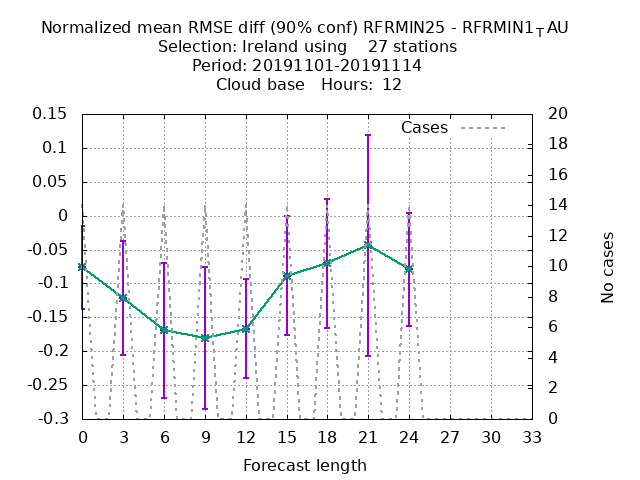 Normalized mean RMSE diff (90% conf) RFRMIN25 - RFRMIN1TAU
Selection: Ireland using 27 stations
Period: 20191101-20191114
Cloud base Hours: 12
Cases
0.15
0.1
0.05
0
-0.05
-0.1
-0.15
-0.2
-0.25
-0.3
20
18
16
14
12
10
8
6
4
2
0
No cases
0 3 6 9 12 15 18 21 24 27 30 33
Forecast length